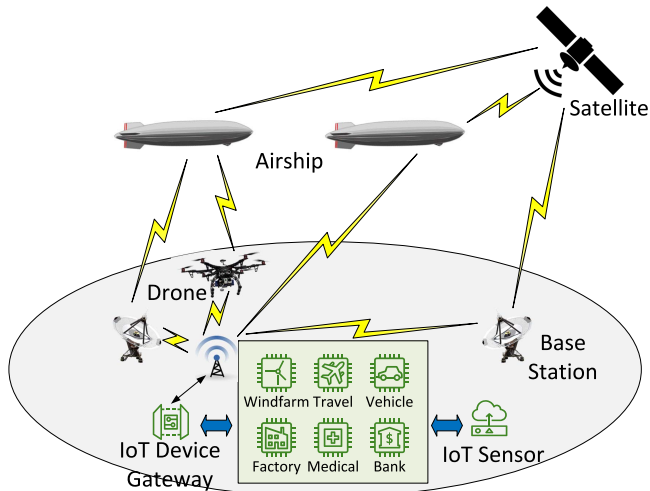 Satellite
Airship
Drone
Base
Station
Windfarm Travel Vehicle
Factory Medical Bank
IoT Device
Gateway
IoT Sensor
$